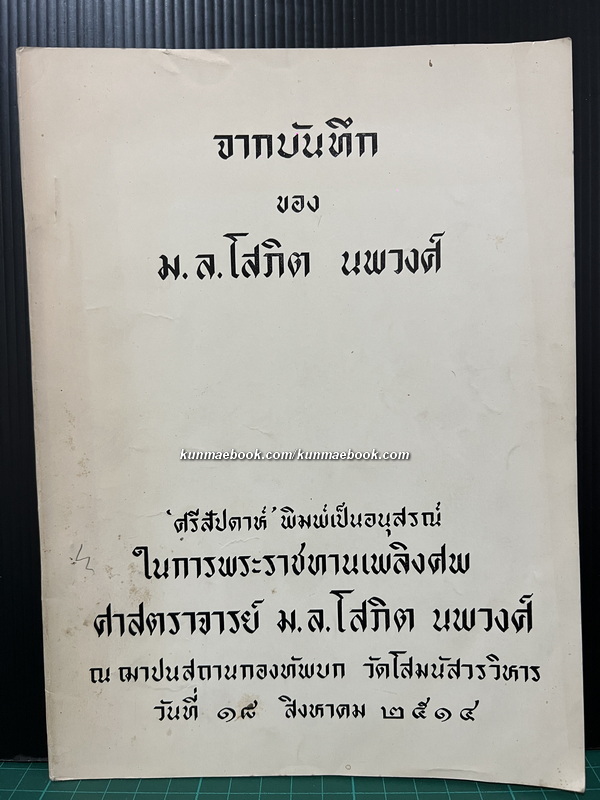 จากบันทึก
ของ
ม.ล.โสภิต นพวงศ์
kunmaebook.com/kunmaebook.com
'ศรีสัปดาห์' พิมพ์เป็นอนุสรณ์
ในการพระราชทานเพลิงศพ
ศาสตราจารย์ ม.ล.โสภิต นพวงศ์
ณ ฌาปนสถานกองทัพบก วัดโสมนัสารวิหาร
วันที่ ๑๘ สิงหาคม ๒๕๑๔